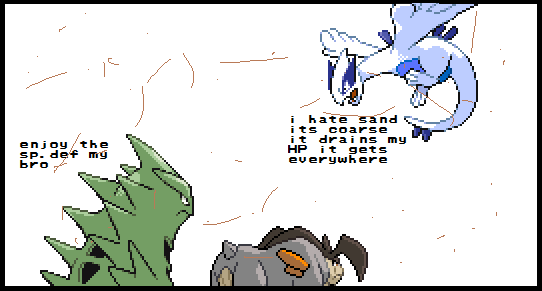 enjoy the
sp.def my
bro
i hate sand
its coarse
it drains my
HP it gets
everywhere